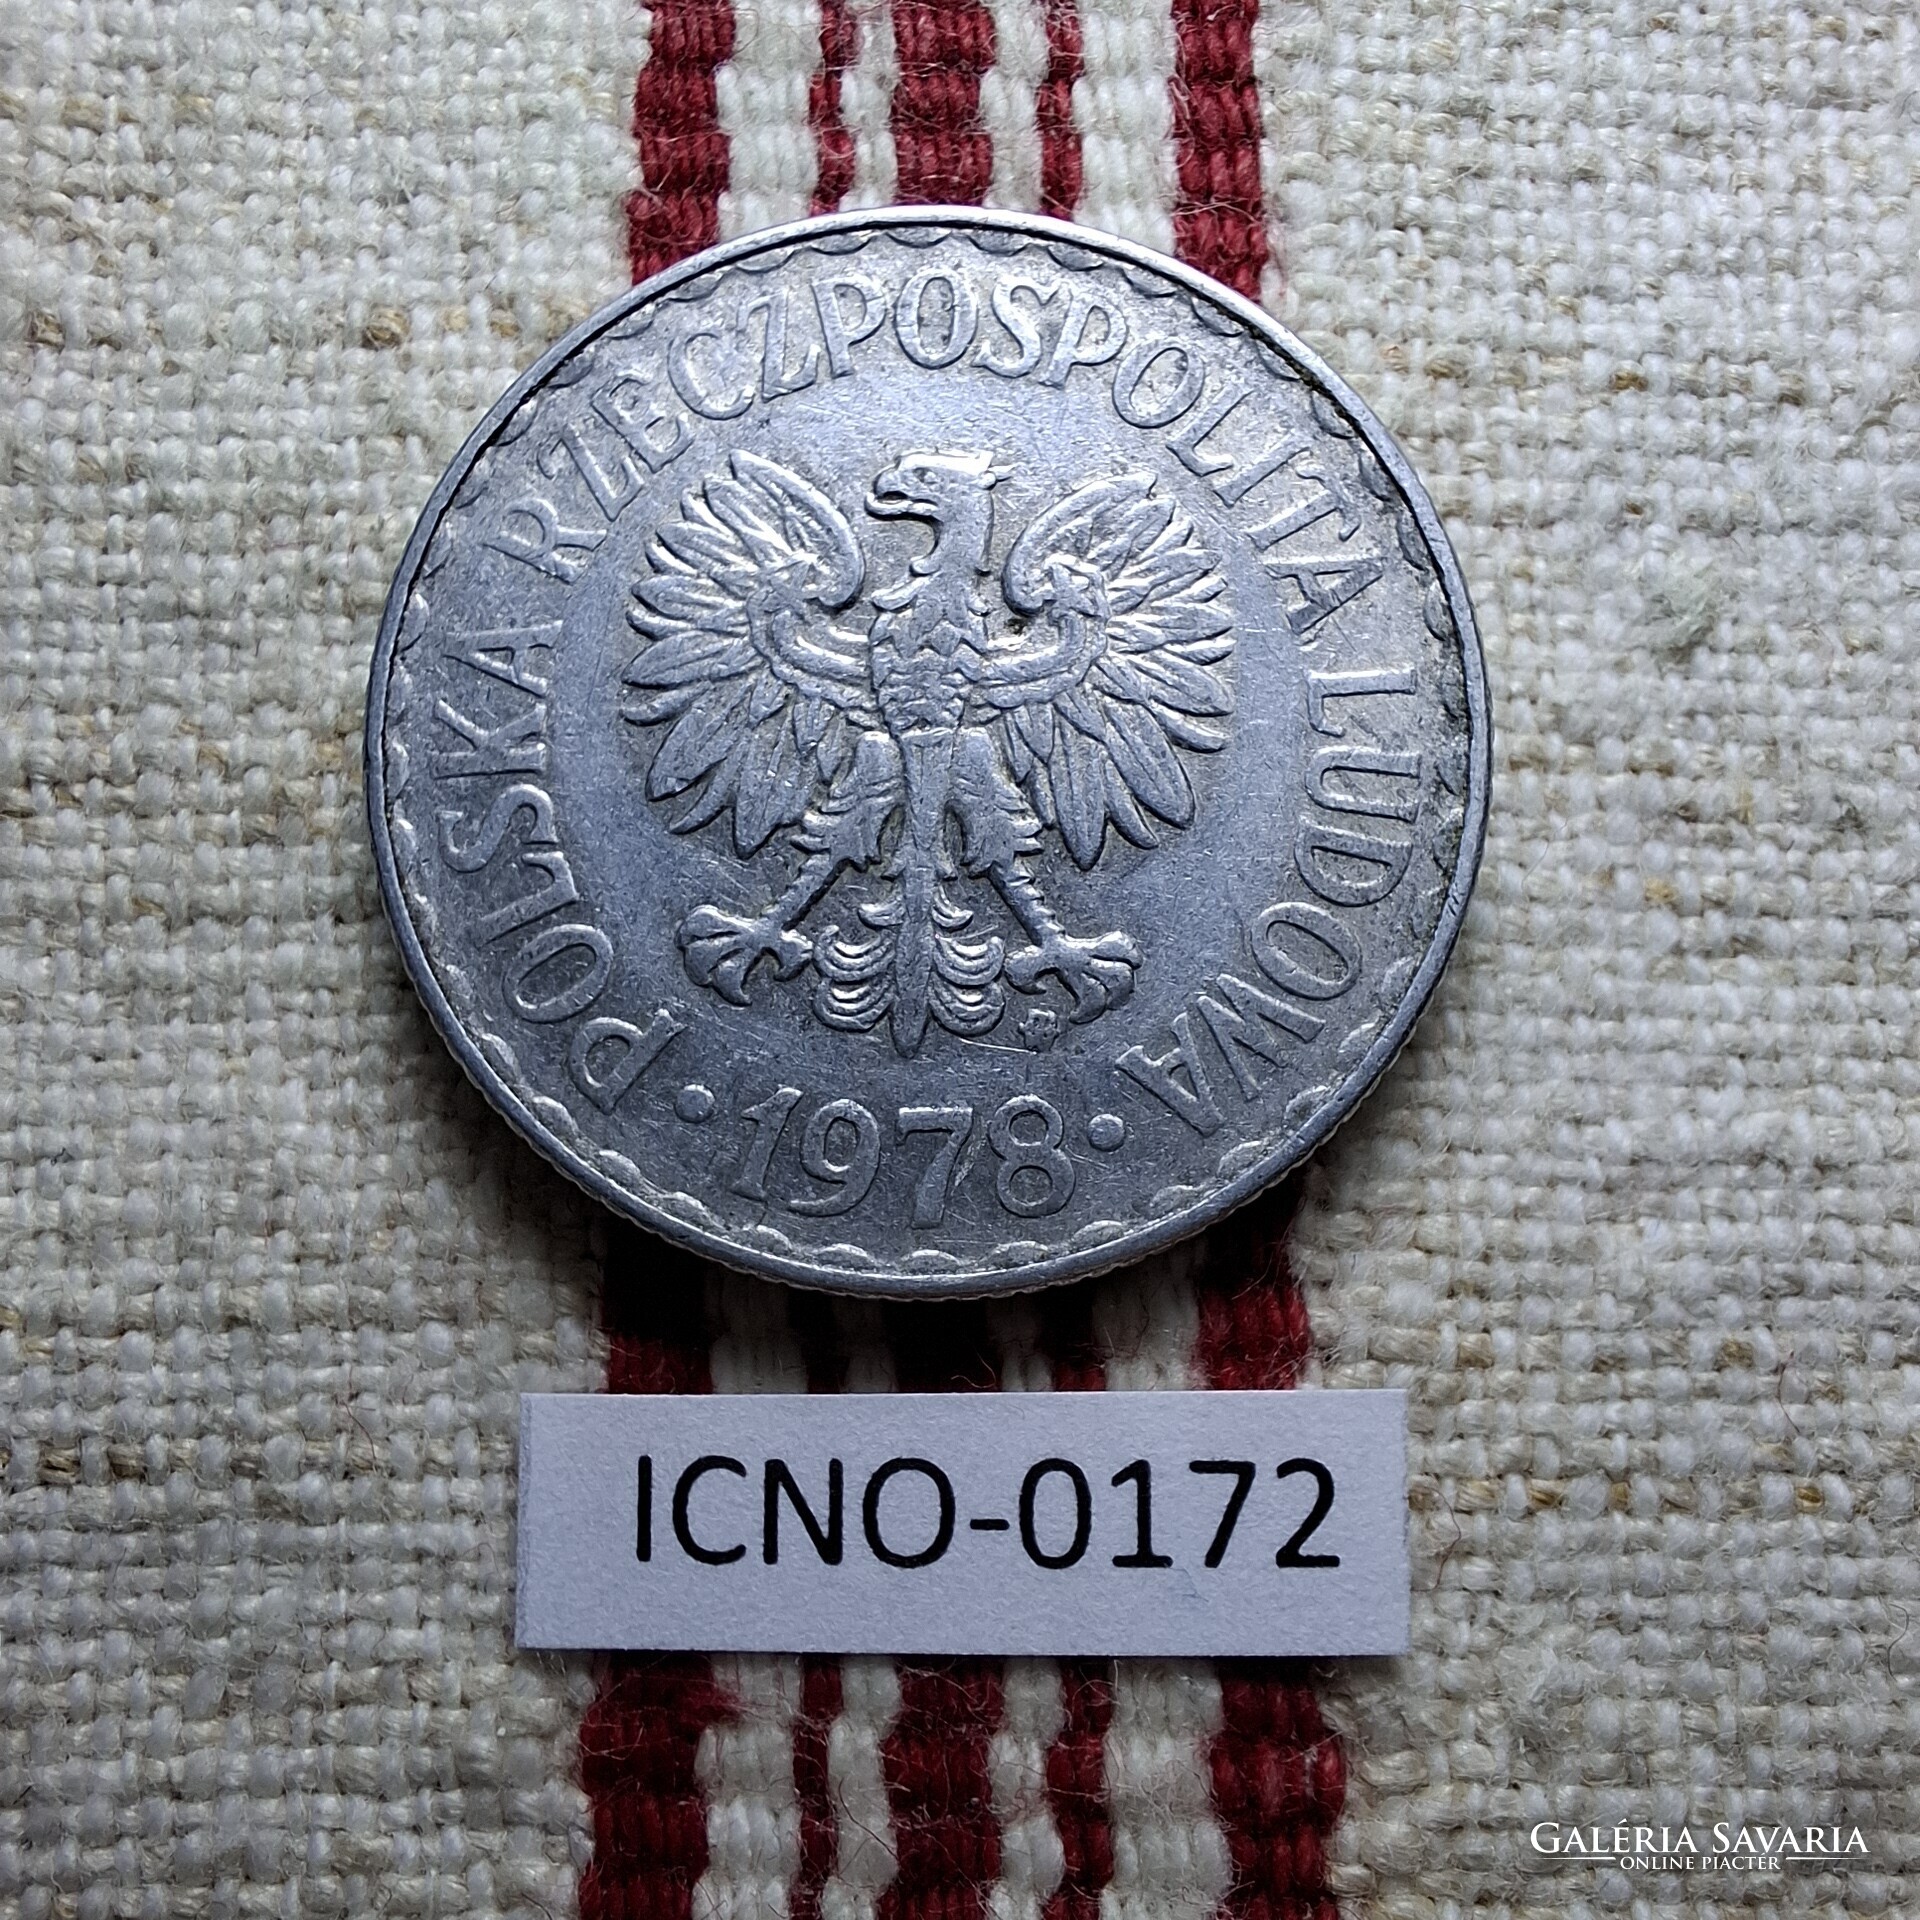 POLSKA RZECZPOSPOLITA LUDOWA
· 1978 ·
ICNO-0172
GALÉRIA SAVARIA
ONLINE PIACTÉR